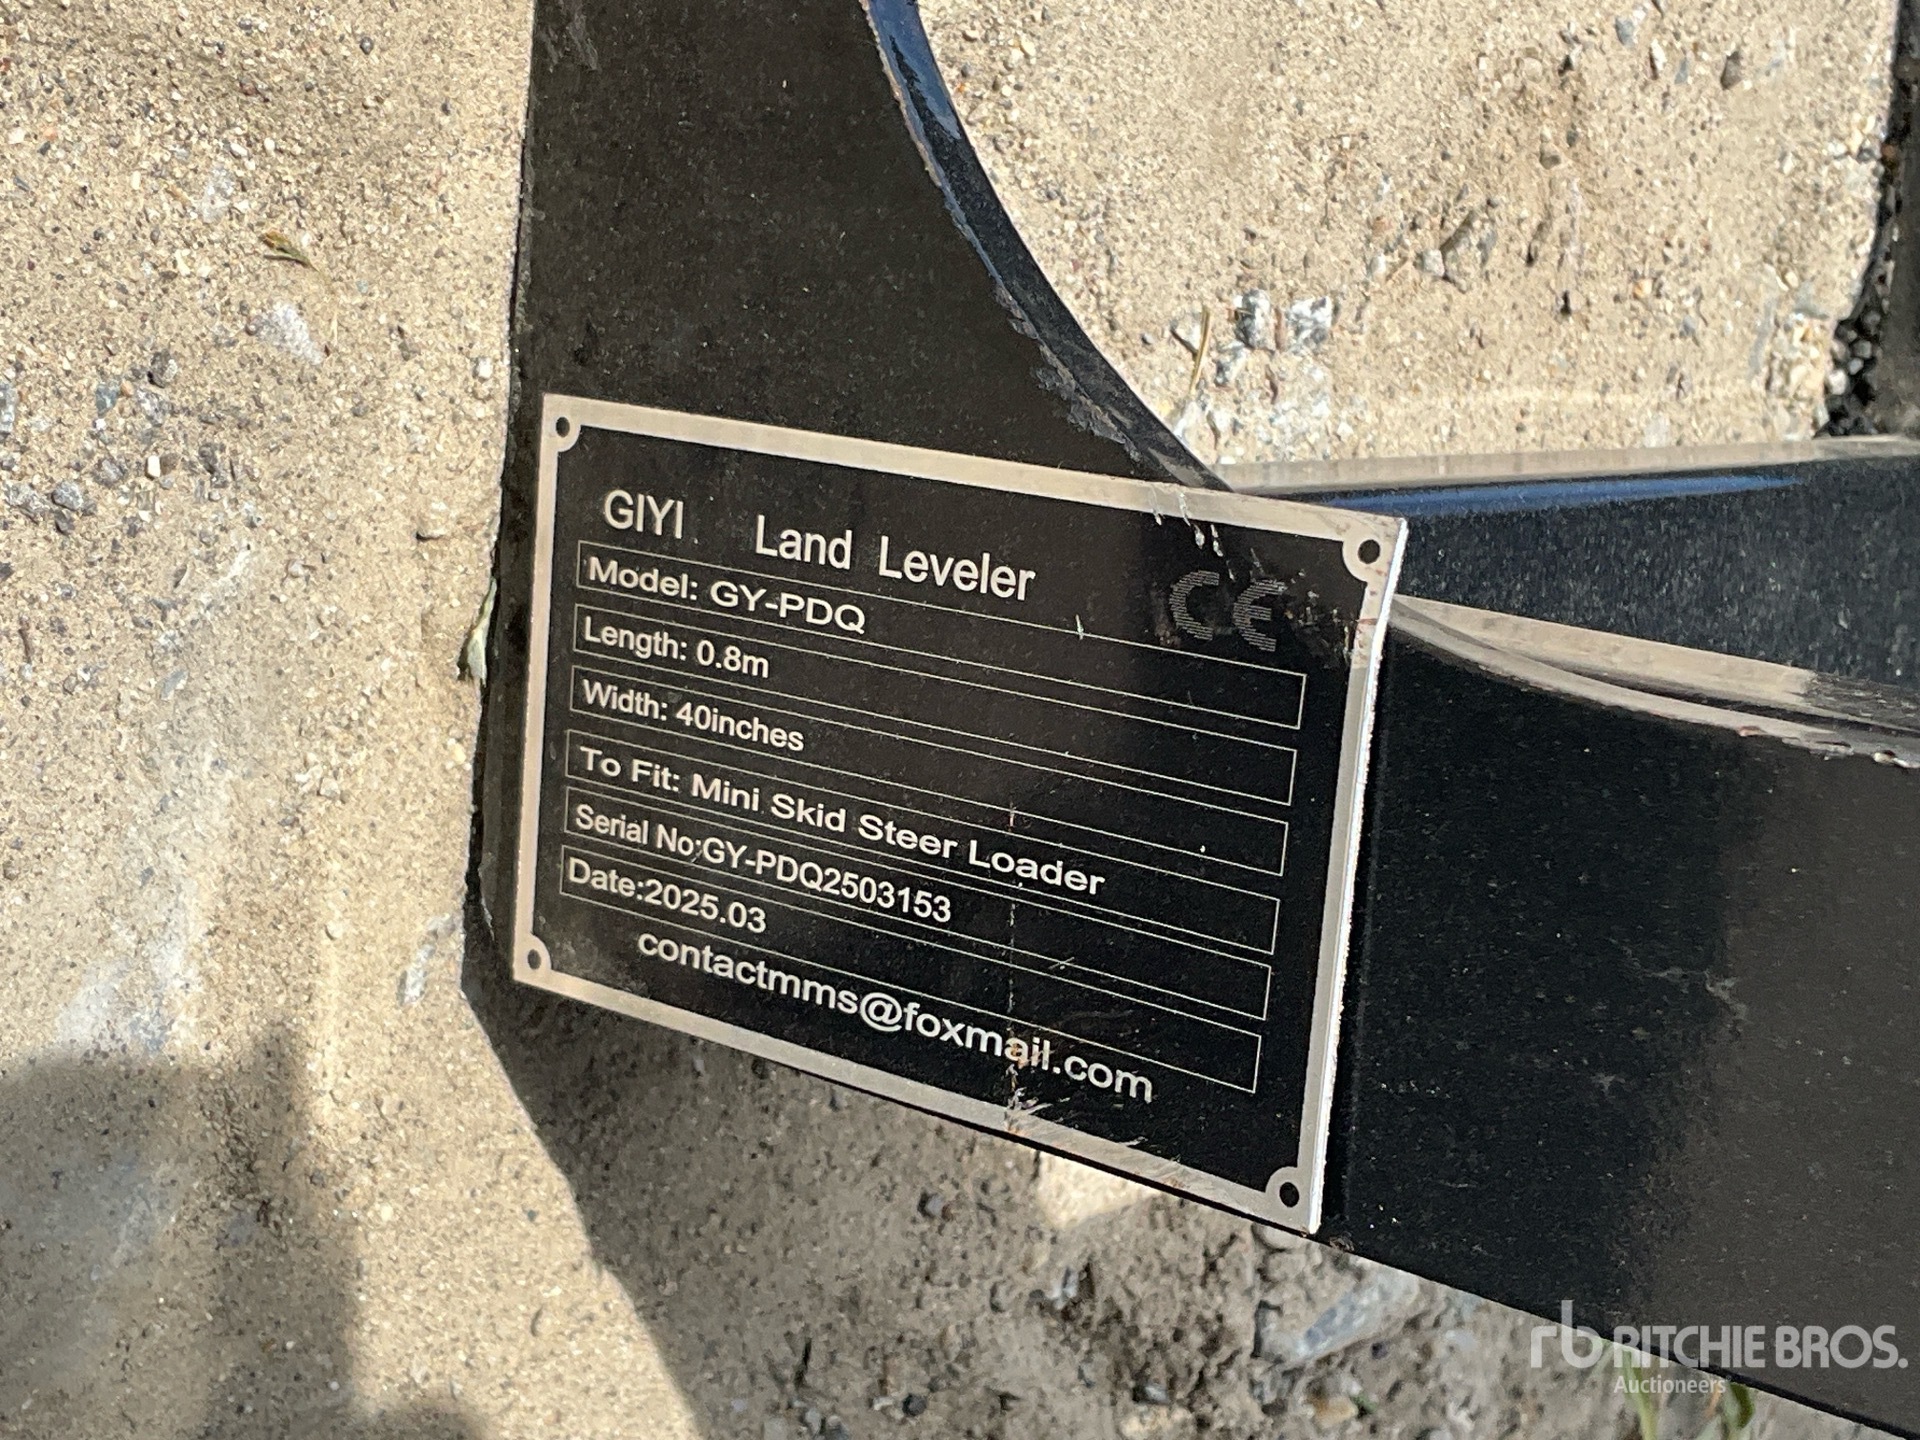 GIYI Land Leveler
CE
Model: GY-PDQ
Length: 0.8m
Width: 40inches
To Fit: Mini Skid Steer Loader
Serial No:GY-PDQ2503153
Date:2025.03
contactmms@foxmail.com
rb RITCHIE BROS.
Auctioneers